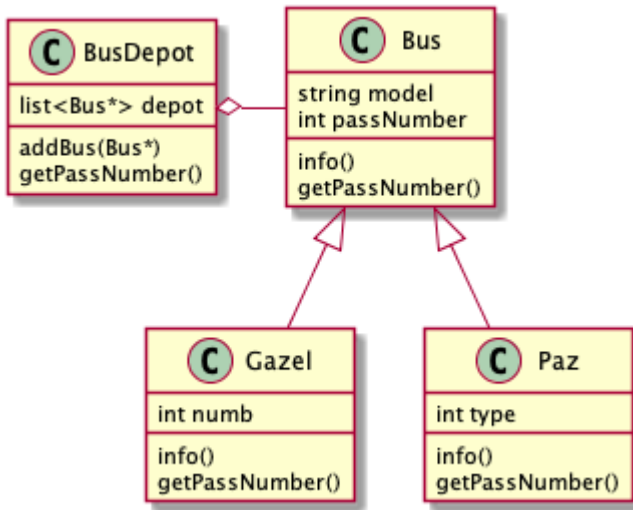 C BusDepot
list<Bus*> depot
addBus(Bus*)
getPassNumber()
C Bus
string model
int passNumber
info()
getPassNumber()
C Gazel
int numb
info()
getPassNumber()
C Paz
int type
info()
getPassNumber()